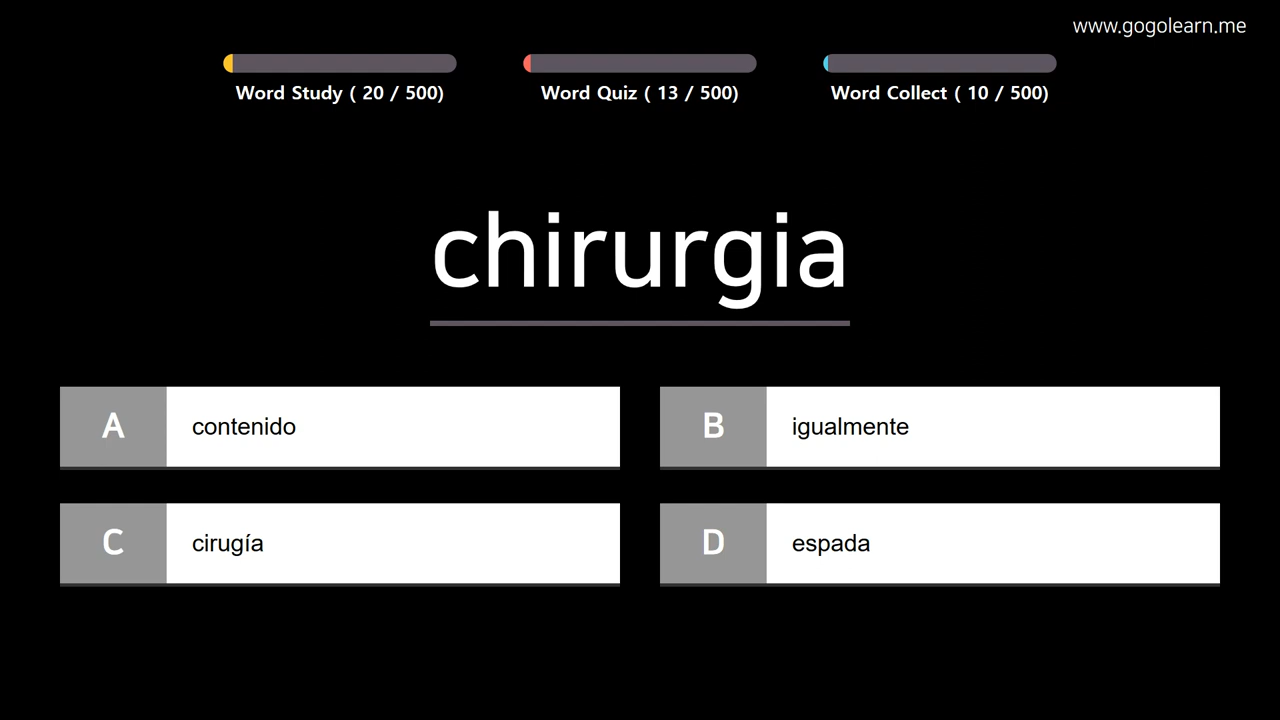 www.gogolearn.me
Word Study ( 20 / 500)
Word Quiz ( 13 / 500)
Word Collect ( 10 / 500)
chirurgia
A contenido
B igualmente
C cirugía
D espada